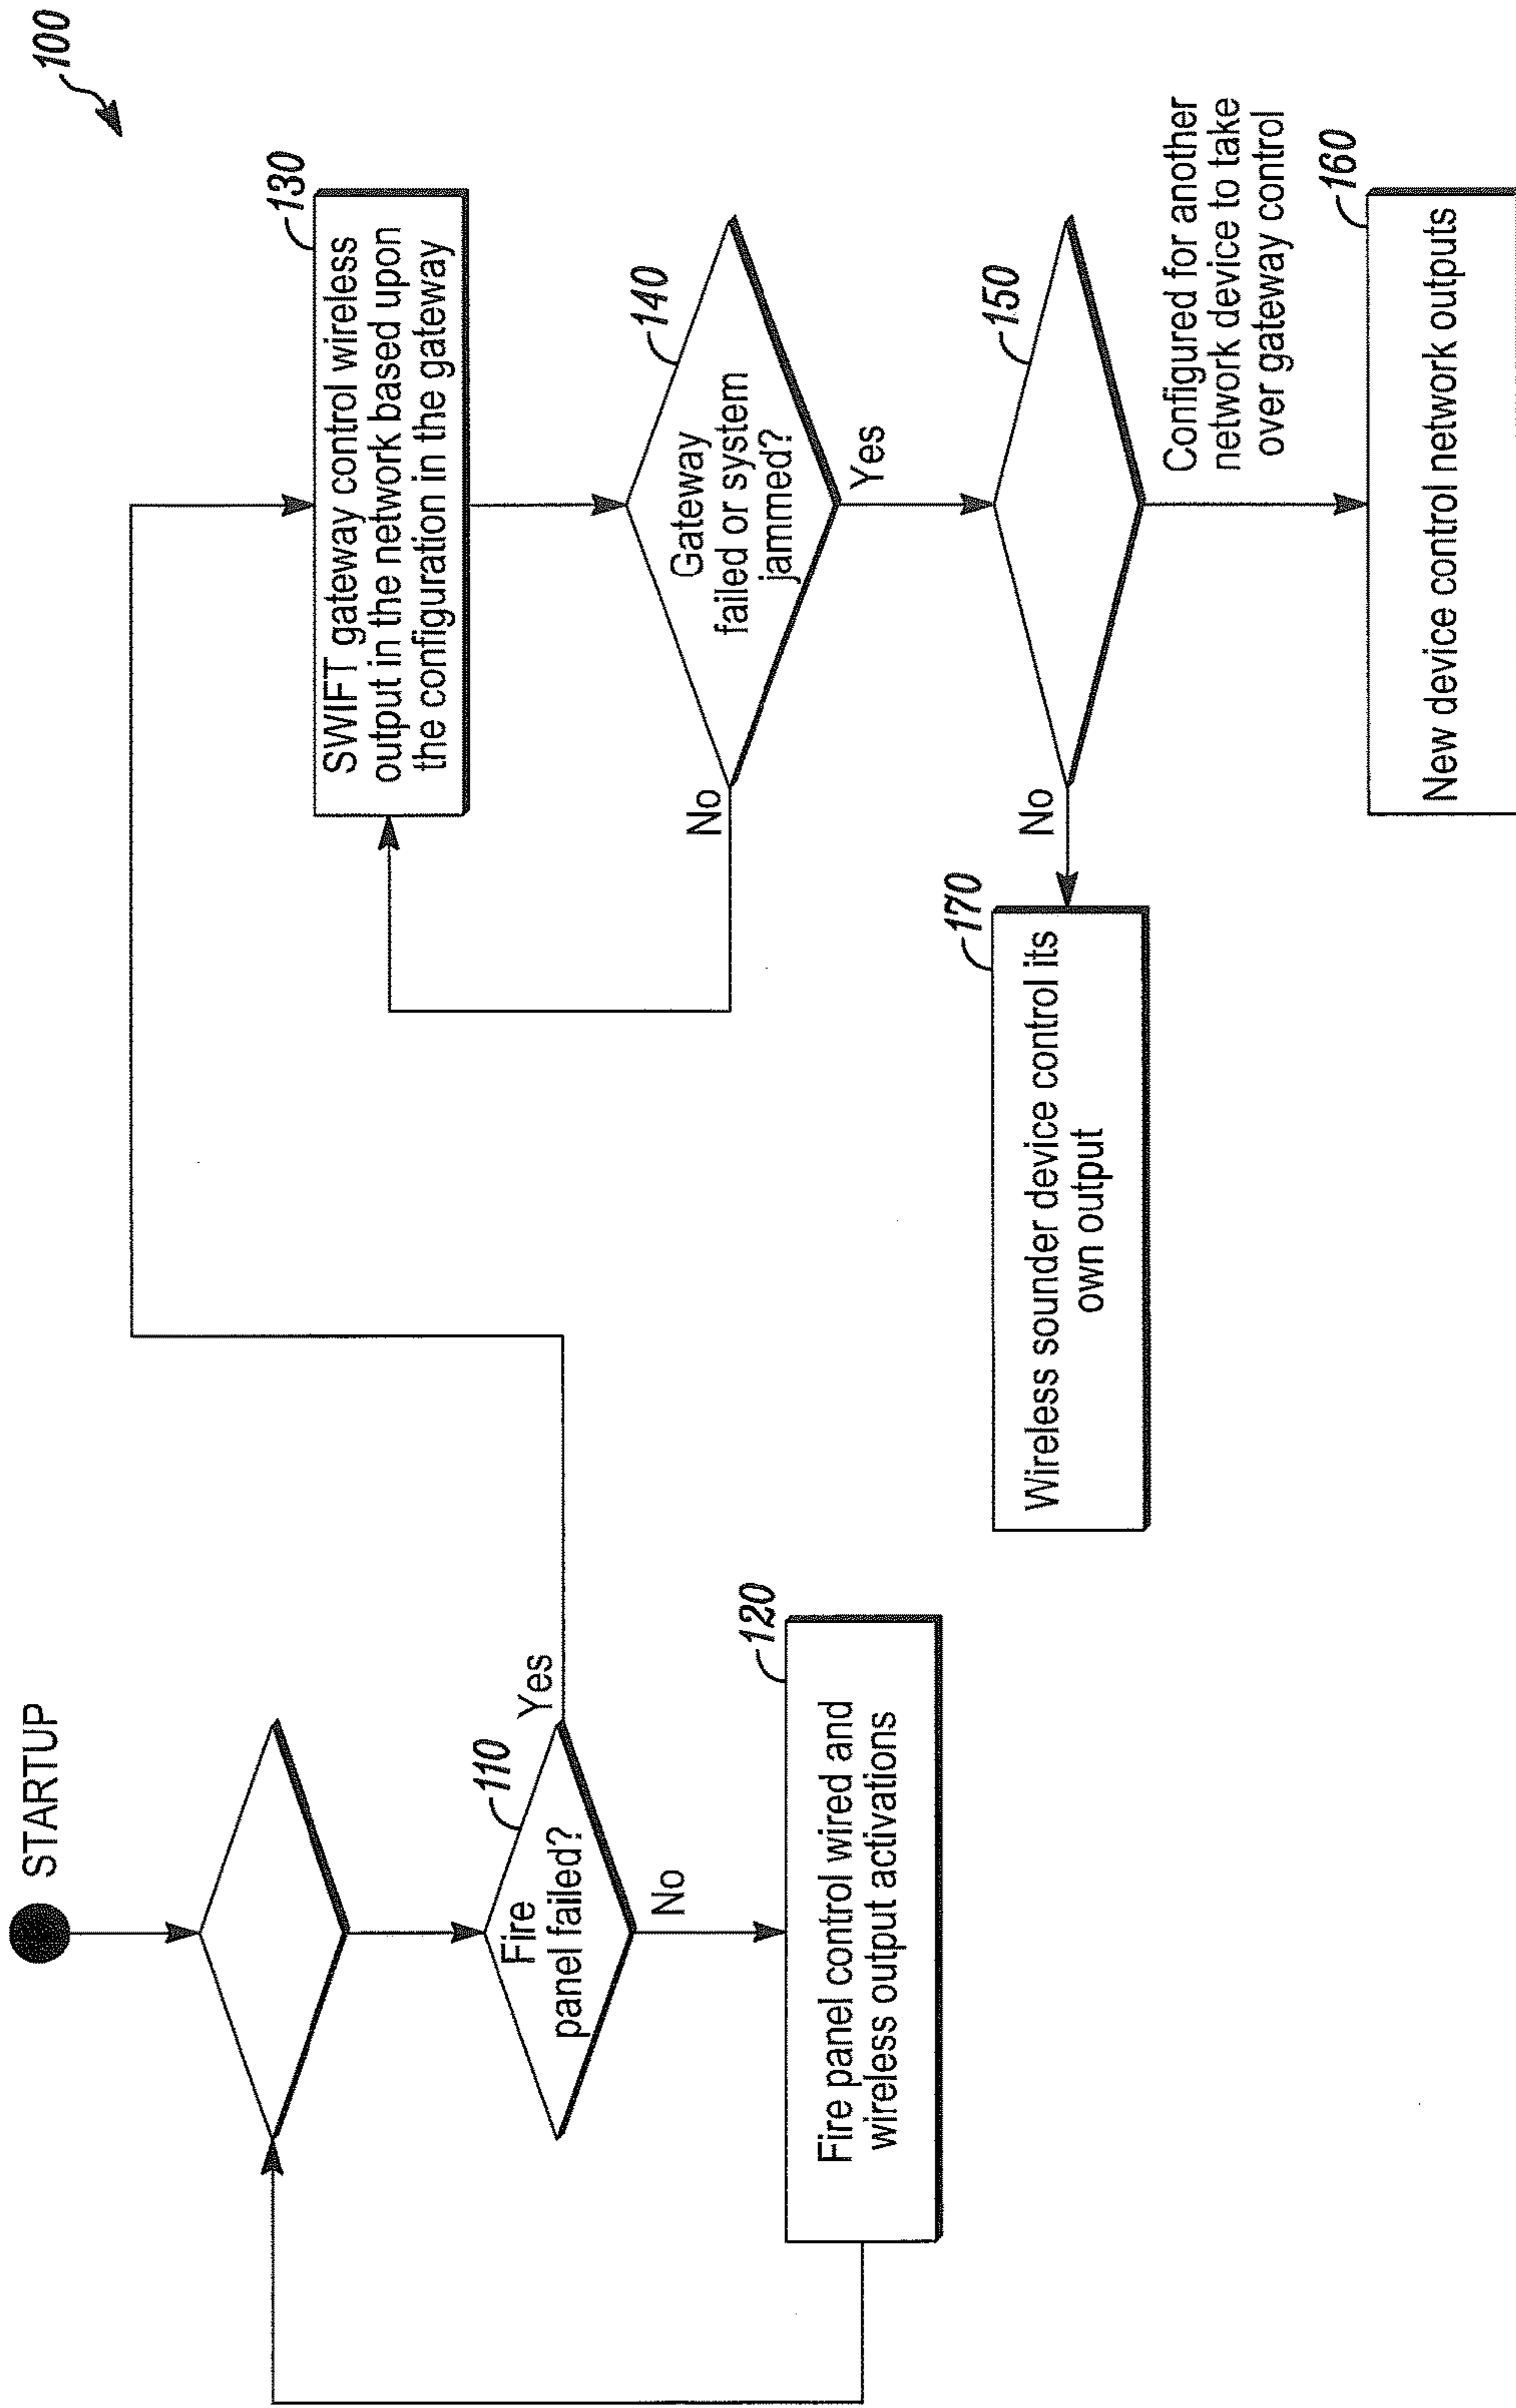 100
STARTUP
110
Fire
panel failed?
Yes
No
120
Fire panel control wired and
wireless output activations
130
SWIFT gateway control wireless
output in the network based upon
the configuration in the gateway
140
Gateway
failed or system
jammed?
No
Yes
150
No
Configured for another
network device to take
over gateway control
170
Wireless sounder device control its
own output
160
New device control network outputs